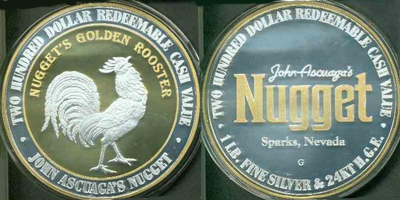 TWO HUNDRED DOLLAR REDEEMABLE CASH VALUE
NUGGET'S GOLDEN ROOSTER
• JOHN ASCUAGA'S NUGGET •
TWO HUNDRED DOLLAR REDEEMABLE CASH VALUE
John Ascuaga's
Nugget
Sparks, Nevada
G
• 1 LB. FINE SILVER & 24KT H.G.E. •